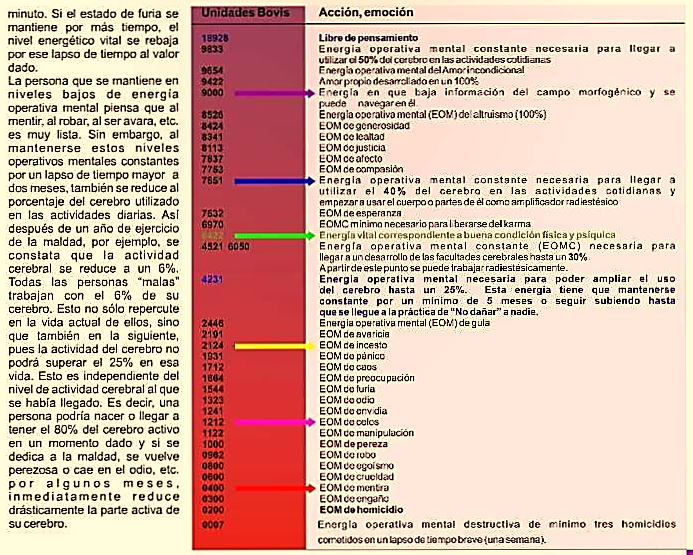 minuto. Si el estado de furia se
mantiene por más tiempo, el
nivel energético vital se rebaja
por ese lapso de tiempo al valor
dado.
La persona que se mantiene en
niveles bajos de energía
operativa mental piensa que al
mentir, al robar, al ser avara, etc.
es muy lista. Sin embargo, al
mantenerse estos niveles
operativos mentales constantes
por un lapso de tiempo mayor a
dos meses, también se reduce al
porcentaje del cerebro utilizado
en las actividades diarias. Así
después de un año de ejercicio
de la maldad, por ejemplo, se
constata que la actividad
cerebral se reduce a un 6%.
Todas las personas "malas"
trabajan con el 6% de su
cerebro. Esto no sólo repercute
en la vida actual de ellos, sino
que también en la siguiente,
pues la actividad del cerebro no
podrá superar el 25% en esa
vida. Esto es independiente del
nivel de actividad cerebral al que
se había llegado. Es decir, una
persona podría nacer o llegar a
tener el 80% del cerebro activo
en un momento dado y si se
dedica a la maldad, se vuelve
perezosa o cae en el odio, etc.
por algunos meses,
inmediatamente reduce
drásticamente la parte activa de
su cerebro.
Unidades Bovis Acción, emoción
18928 Libre de pensamiento
9833 Energía operativa mental constante necesaria para llegar a
utilizar el 50% del cerebro en las actividades cotidianas
9654 Energía operativa mental del Amor incondicional
9422 Amor propio desarrollado en un 100%
9000 Energía en que baja información del campo morfogénico y se
puede navegar en él.
8526 Energía operativa mental (EOM) del altruismo (100%)
8424 EOM de generosidad
8341 EOM de lealtad
8113 EOM de justicia
7837 EOM de afecto
7753 EOM de compasión
7651 Energía operativa mental constante necesaria para llegar a
utilizar el 40% del cerebro en las actividades cotidianas y
empezar a usar el cuerpo o partes de él como amplificador radiestésico
7532 EOM de esperanza
6970 EOMC mínimo necesario para liberarse del karma
Energía vital correspondiente a buena condición física y psíquica
4521 6050 Energía operativa mental constante (EOMC) necesaria para
llegar a un desarrollo de las facultades cerebrales hasta un 30%.
A partir de este punto se puede trabajar radiestésicamente.
4231 Energía operativa mental necesaria para poder ampliar el uso
del cerebro hasta un 25%. Esta energía tiene que mantenerse
constante por un mínimo de 5 meses o seguir subiendo hasta
que se llegue a la práctica de "No dañar" a nadie.
2446 Energía operativa mental (EOM) de gula
2191 EOM de avaricia
2124 EOM de incesto
1931 EOM de pánico
1712 EOM de caos
1664 EOM de preocupación
1544 EOM de furia
1323 EOM de odio
1241 EOM de envidia
1212 EOM de celos
1122 EOM de manipulación
1000 EOM de pereza
0962 EOM de robo
0800 EOM de egoísmo
0600 EOM de crueldad
0400 EOM de mentira
0300 EOM de engaño
0200 EOM de homicidio
0007 Energía operativa mental destructiva de mínimo tres homicidios
cometidos en un lapso de tiempo breve (una semana).